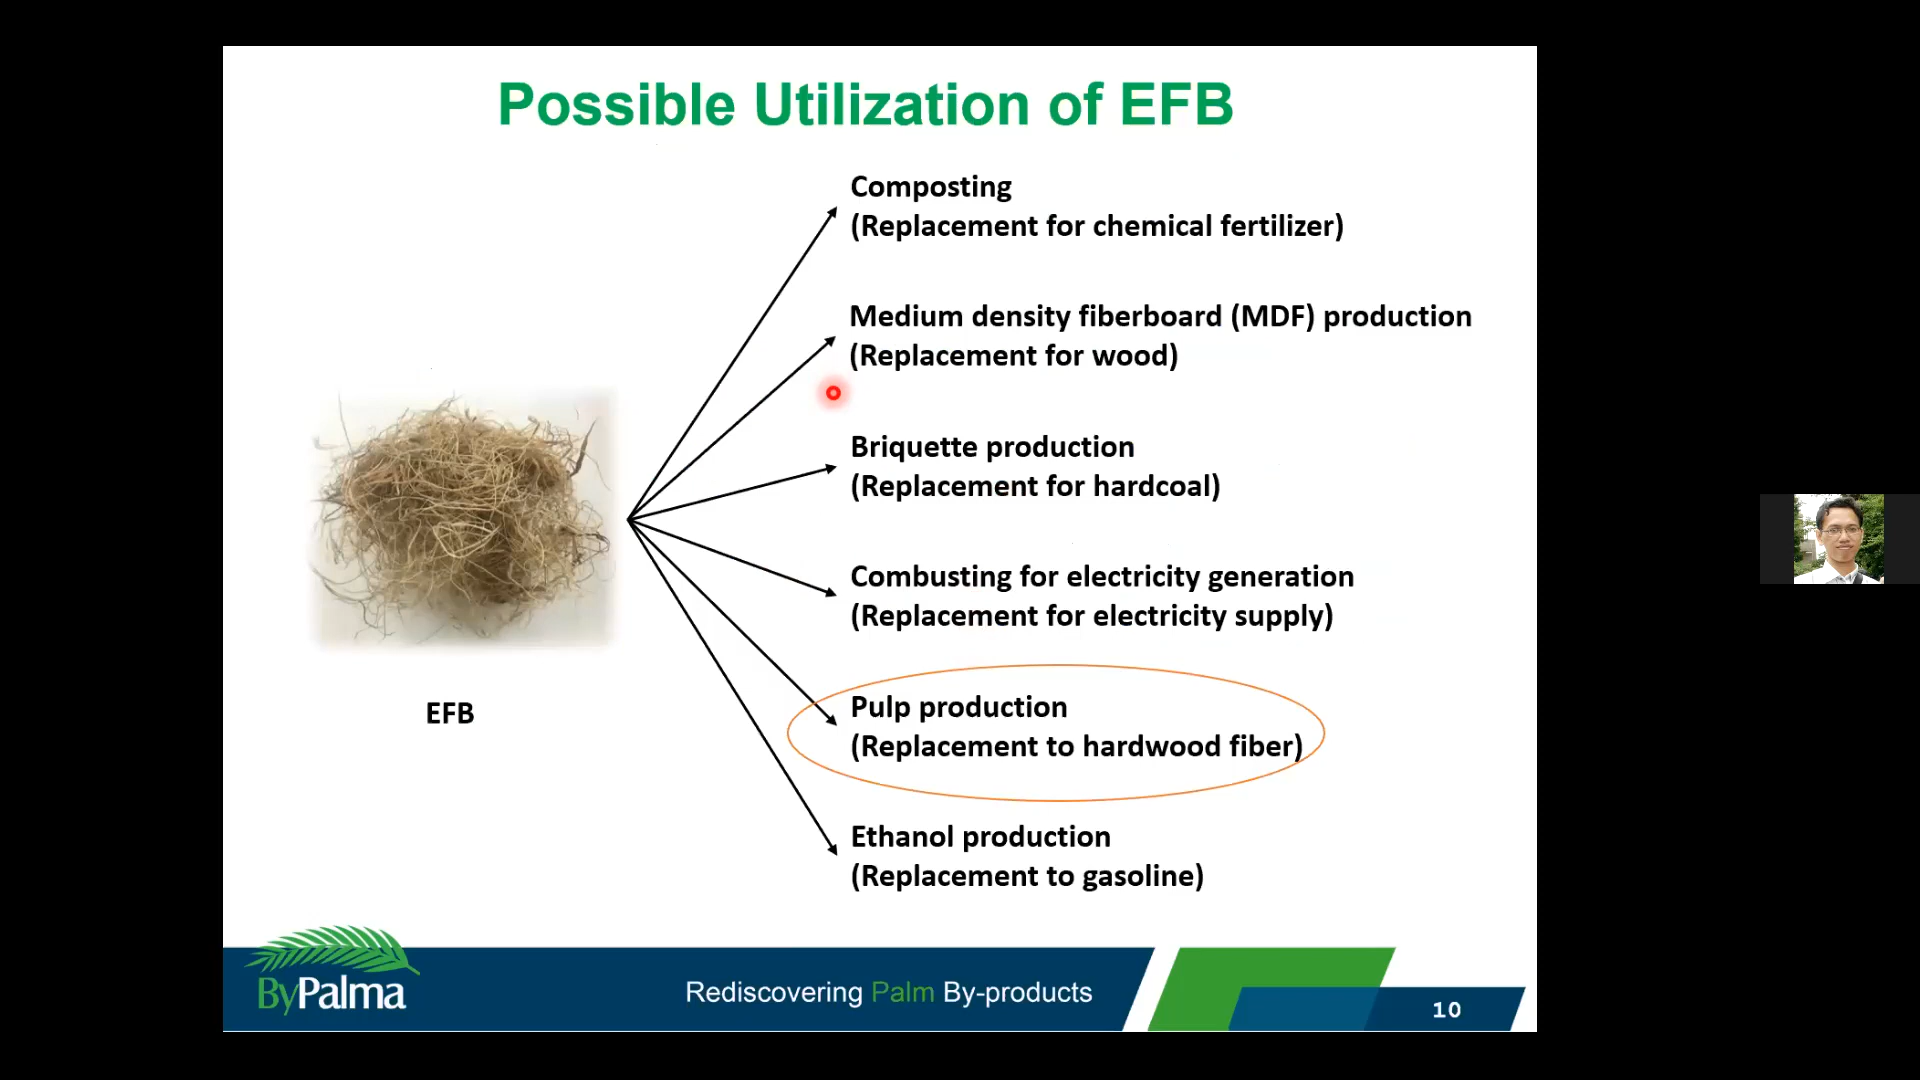 Possible Utilization of EFB
Composting
(Replacement for chemical fertilizer)
Medium density fiberboard (MDF) production
(Replacement for wood)
Briquette production
(Replacement for hardcoal)
Combusting for electricity generation
(Replacement for electricity supply)
EFB
Pulp production
(Replacement to hardwood fiber)
Ethanol production
(Replacement to gasoline)
ByPalma
Rediscovering Palm By-products
10